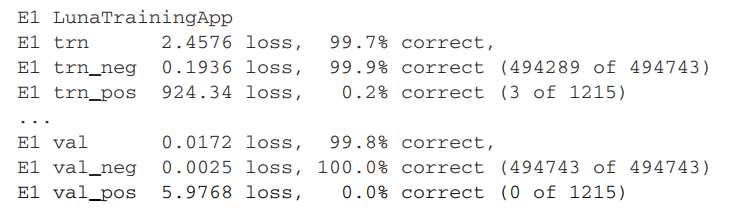 E1 LunaTrainingApp
E1 trn      2.4576 loss,  99.7% correct,
E1 trn_neg  0.1936 loss,  99.9% correct (494289 of 494743)
E1 trn_pos  924.34 loss,   0.2% correct (3 of 1215)
...
E1 val      0.0172 loss,  99.8% correct,
E1 val_neg  0.0025 loss, 100.0% correct (494743 of 494743)
E1 val_pos  5.9768 loss,   0.0% correct (0 of 1215)